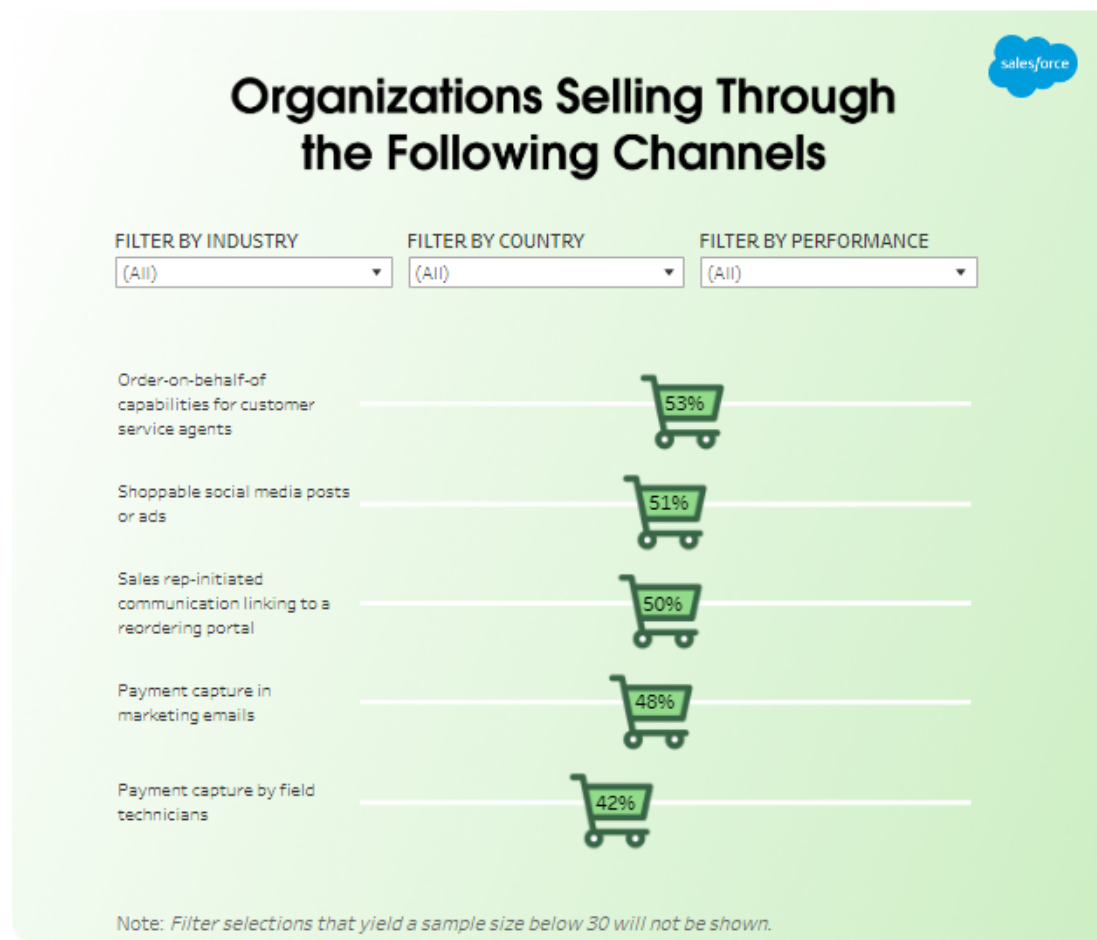 salesforce
Organizations Selling Through
the Following Channels
FILTER BY INDUSTRY
(All)
FILTER BY COUNTRY
(All)
FILTER BY PERFORMANCE
(All)
Order-on-behalf-of
capabilities for customer
service agents
53%
Shoppable social media posts
or ads
51%
Sales rep-initiated
communication linking to a
reordering portal
50%
Payment capture in
marketing emails
48%
Payment capture by field
technicians
42%
Note: Filter selections that yield a sample size below 30 will not be shown.